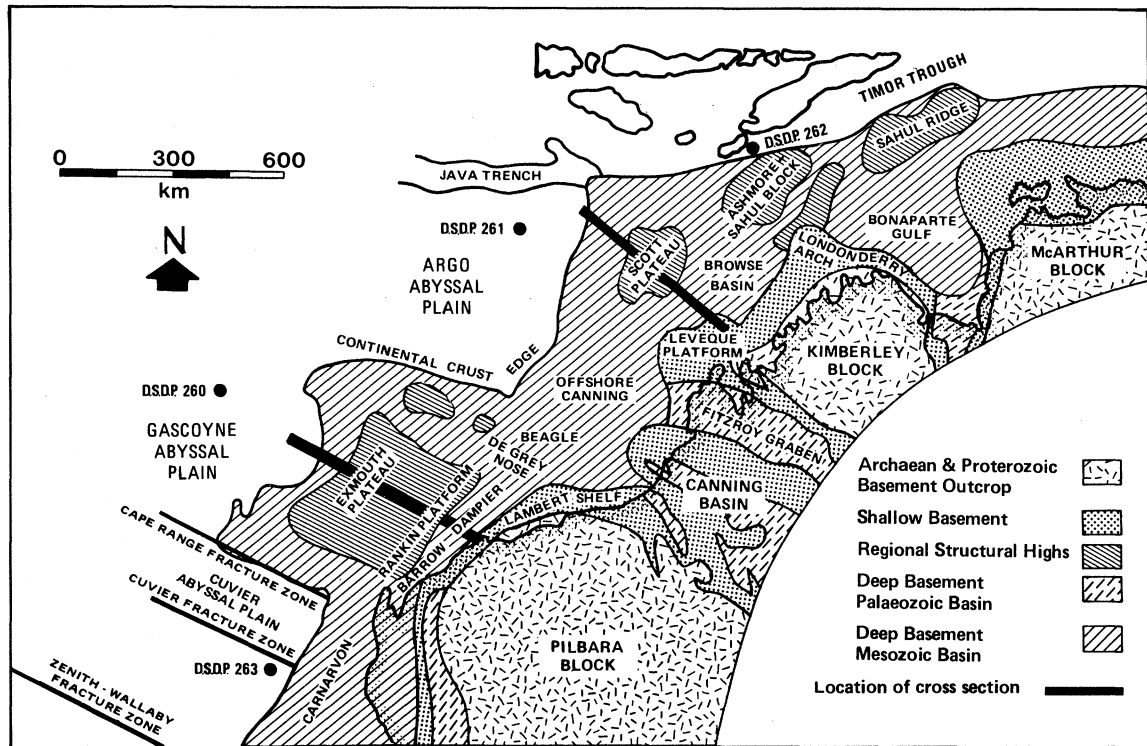 TIMOR TROUGH
D.S.D.P. 262
SAHUL RIDGE
0 300 600
km
JAVA TRENCH
ASHMORE-
SAHUL BLOCK
D.S.D.P. 261
N
BONAPARTE
GULF
LONDONDERRY
ARCH
McARTHUR
BLOCK
SCOTT
PLATEAU
BROWSE
BASIN
ARGO
ABYSSAL
PLAIN
LEVEQUE
PLATFORM
KIMBERLEY
BLOCK
CONTINENTAL CRUST EDGE
D.S.D.P. 260
OFFSHORE
CANNING
FITZROY GRABEN
GASCOYNE
ABYSSAL
PLAIN
BEAGLE
DE GREY
NOSE
EXMOUTH
PLATEAU
RANKIN PLATFORM
DAMPIER
BARROW
LAMBERT SHELF
CANNING
BASIN
CAPE RANGE FRACTURE ZONE
CUVIER
ABYSSAL PLAIN
CUVIER FRACTURE ZONE
D.S.D.P. 263
ZENITH-WALLABY
FRACTURE ZONE
CARNARVON
PILBARA
BLOCK
Archaean & Proterozoic
Basement Outcrop
Shallow Basement
Regional Structural Highs
Deep Basement
Palaeozoic Basin
Deep Basement
Mesozoic Basin
Location of cross section